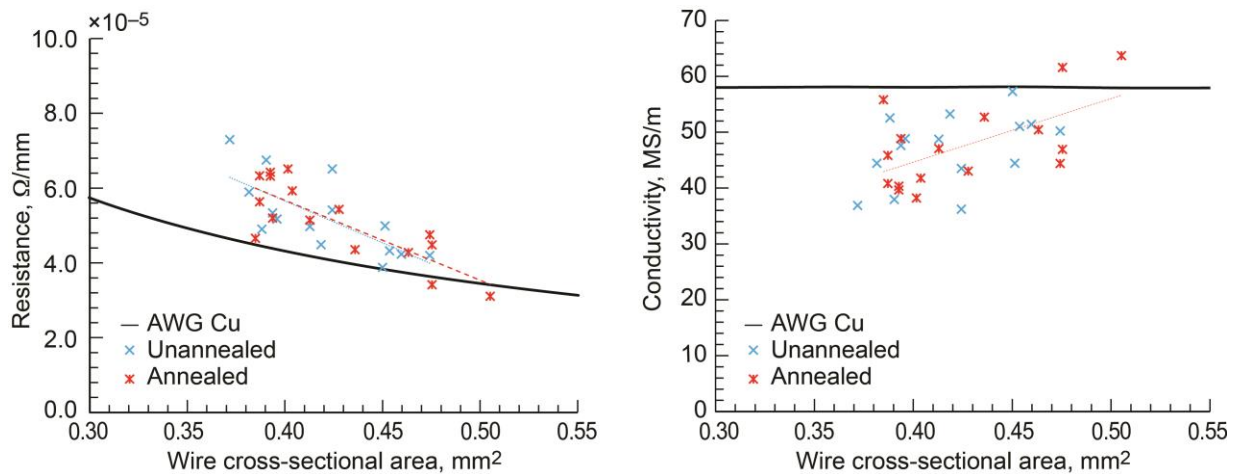 ×10–5
10.0
8.0
6.0
4.0
2.0
0.0
Resistance, Ω/mm
AWG Cu
Unannealed
Annealed
0.30 0.35 0.40 0.45 0.50 0.55
Wire cross-sectional area, mm2
70
60
50
40
30
20
10
0
Conductivity, MS/m
AWG Cu
Unannealed
Annealed
0.30 0.35 0.40 0.45 0.50 0.55
Wire cross-sectional area, mm2